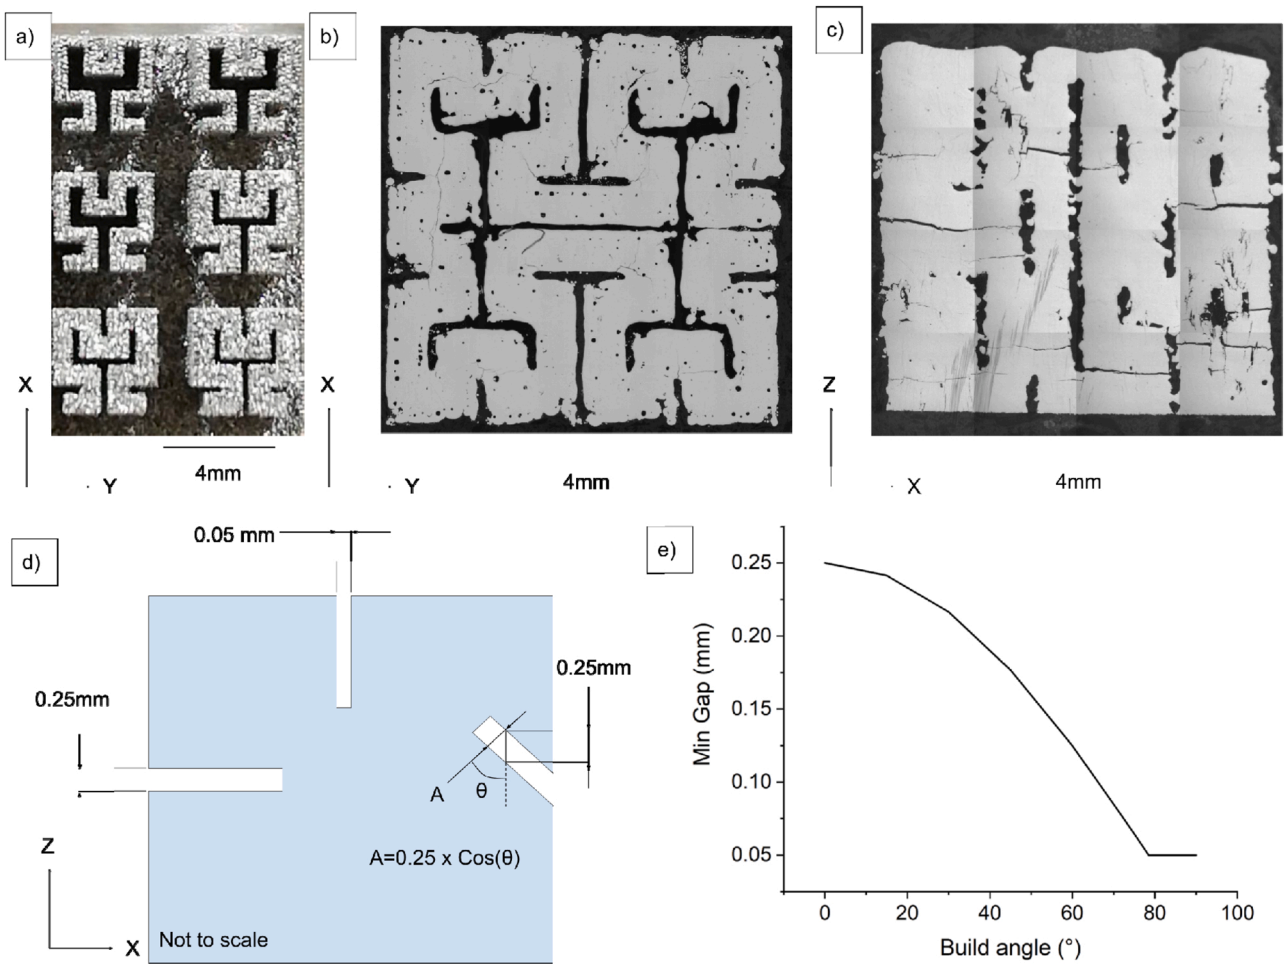 a)
b)
c)
X
Y
4mm
X
Y
4mm
Z
X
4mm
d)
0.05 mm
0.25mm
0.25mm
A
θ
A=0.25 x Cos(θ)
Z
X
Not to scale
e)
Min Gap (mm)
0.25
0.20
0.15
0.10
0.05
0 20 40 60 80 100
Build angle (°)